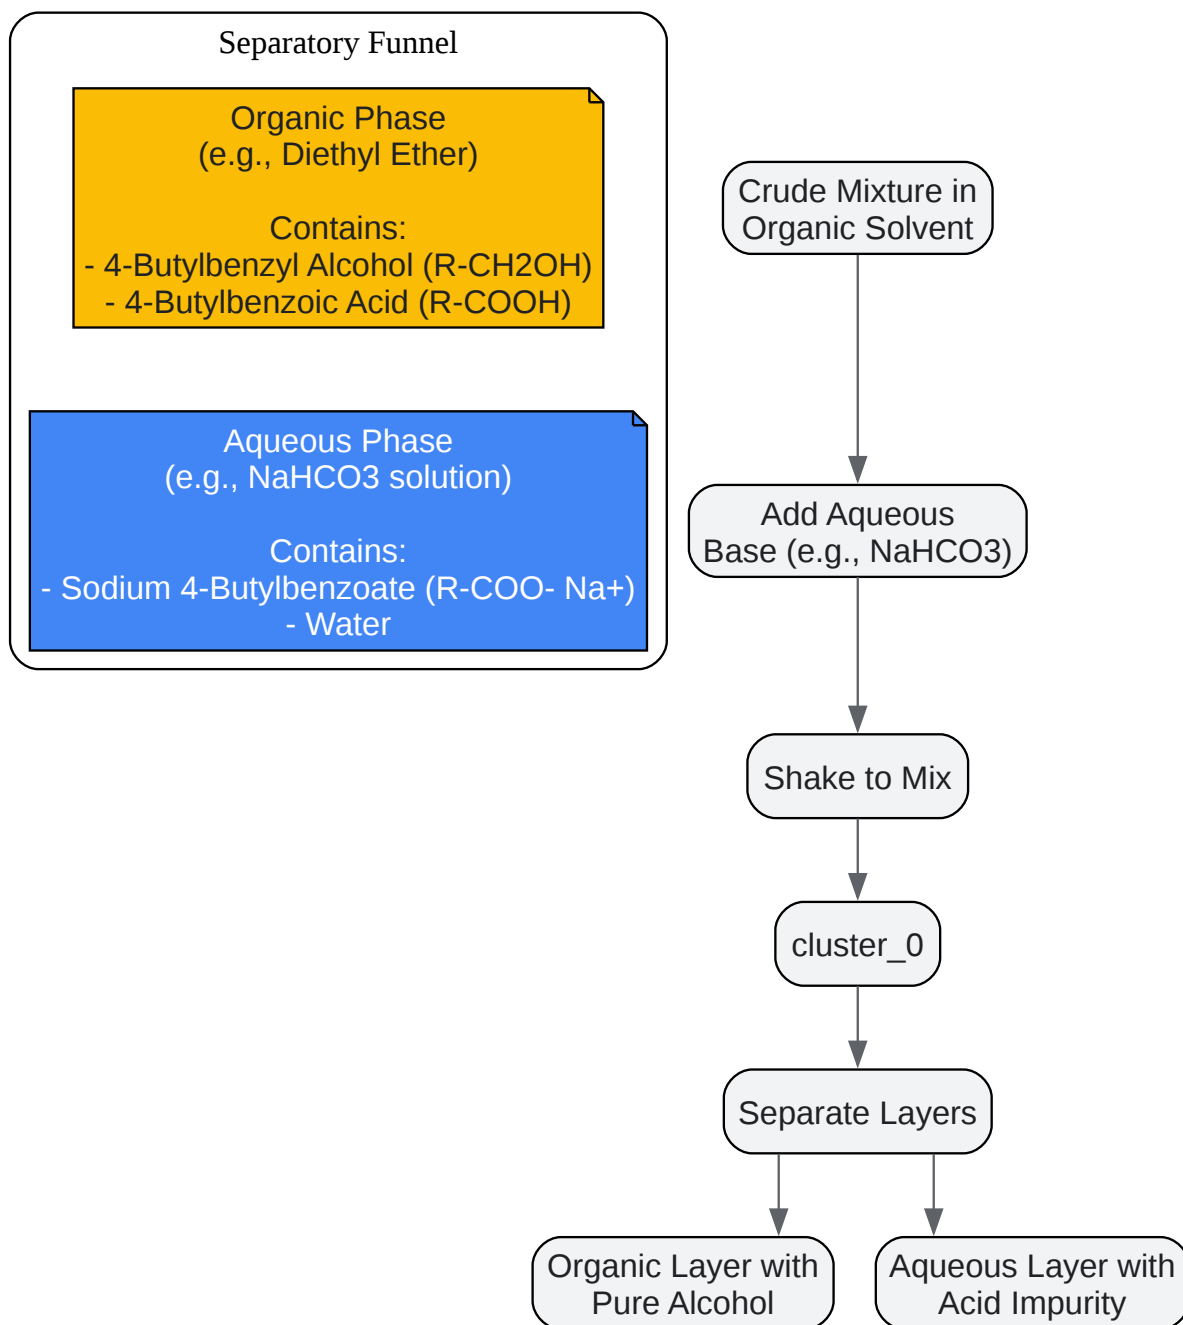 Separatory Funnel
Organic Phase
(e.g., Diethyl Ether)
Contains:
- 4-Butylbenzyl Alcohol (R-CH2OH)
- 4-Butylbenzoic Acid (R-COOH)
Aqueous Phase
(e.g., NaHCO3 solution)
Contains:
- Sodium 4-Butylbenzoate (R-COO- Na+)
- Water
Crude Mixture in
Organic Solvent
Add Aqueous
Base (e.g., NaHCO3)
Shake to Mix
cluster_0
Separate Layers
Organic Layer with
Pure Alcohol
Aqueous Layer with
Acid Impurity